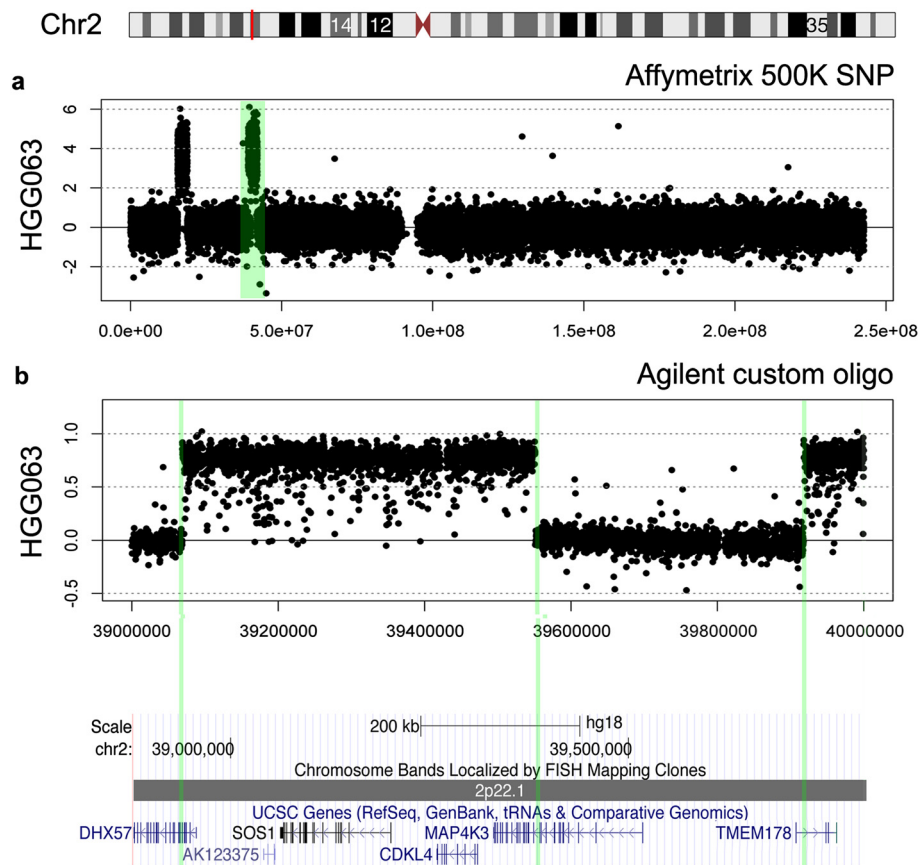 Chr2 14 12 35
a Affymetrix 500K SNP
HGG063
6
4
2
0
-2
0.0e+00 5.0e+07 1.0e+08 1.5e+08 2.0e+08 2.5e+08
b Agilent custom oligo
HGG063
1.0
0.5
0.0
-0.5
39000000 39200000 39400000 39600000 39800000 40000000
Scale 200 kb hg18
chr2: 39,000,000 39,500,000
Chromosome Bands Localized by FISH Mapping Clones
2p22.1
UCSC Genes (RefSeq, GenBank, tRNAs & Comparative Genomics)
DHX57 SOS1 MAP4K3 TMEM178
AK123375 CDKL4